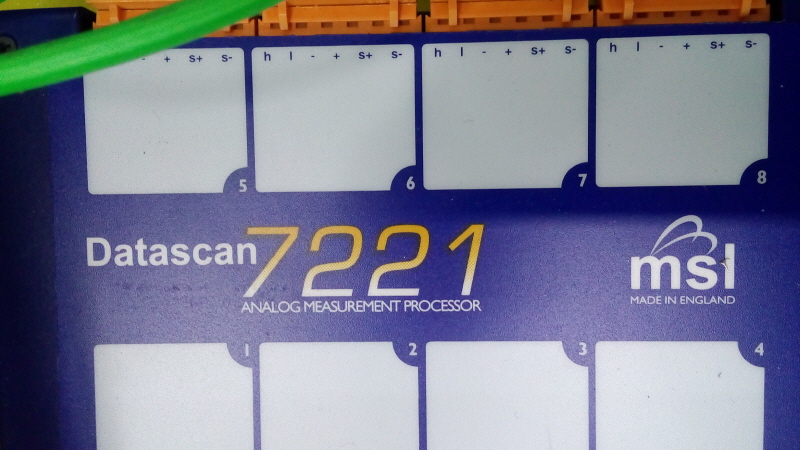 - + s+ s-
h l - + s+ s-
h l - + s+ s-
h l - + s+ s-
5
6
7
8
Datascan 7221
ANALOG MEASUREMENT PROCESSOR
msl
MADE IN ENGLAND
1
2
3
4